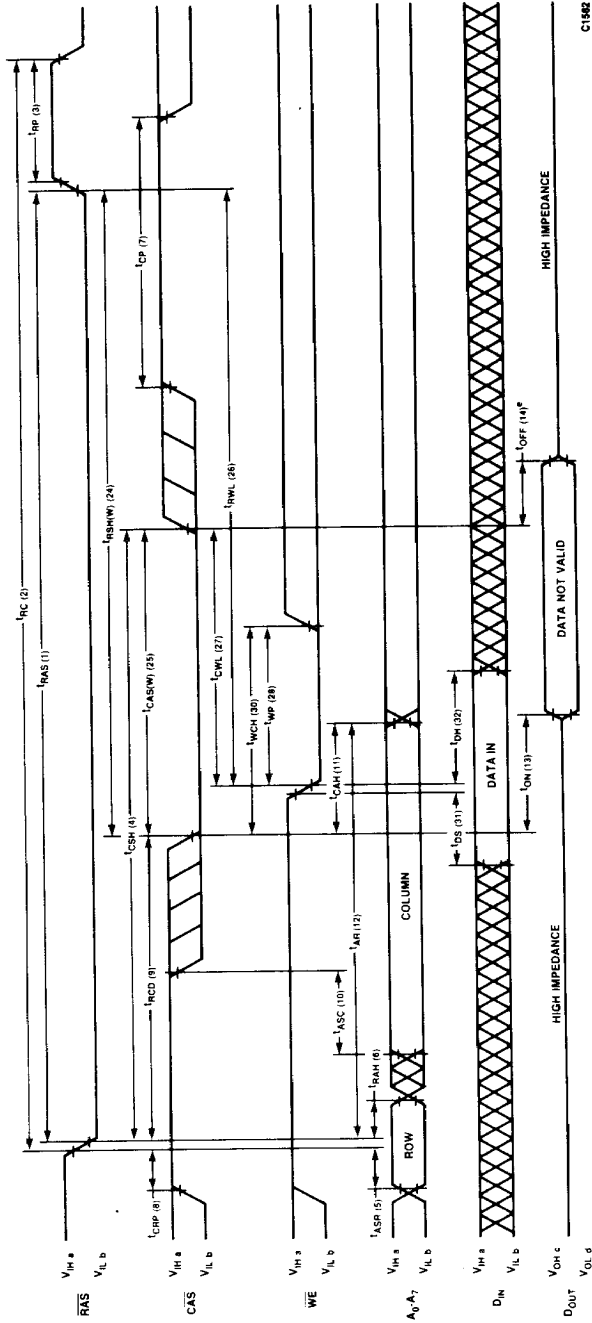 tRC (2)
tRAS (1)
tRP (3)
tCSH (4)
tRSH(W) (24)
tCRP (8)
tRCD (9)
tCAS(W) (25)
tCP (7)
RAS
VIH a
VIL b
CAS
VIH a
VIL b
tCWL (27)
tRWL (26)
tWCH (30)
tWP (28)
WE
VIH a
VIL b
tASC (10)
tAR (12)
tCAH (11)
tASR (5)
tRAH (6)
A0-A7
VIH a
VIL b
ROW
COLUMN
tDS (31)
tDH (32)
DIN
VIH a
VIL b
DATA IN
tON (13)
tOFF (14)e
DOUT
VOH c
VOL d
HIGH IMPEDANCE
DATA NOT VALID
HIGH IMPEDANCE
C1582